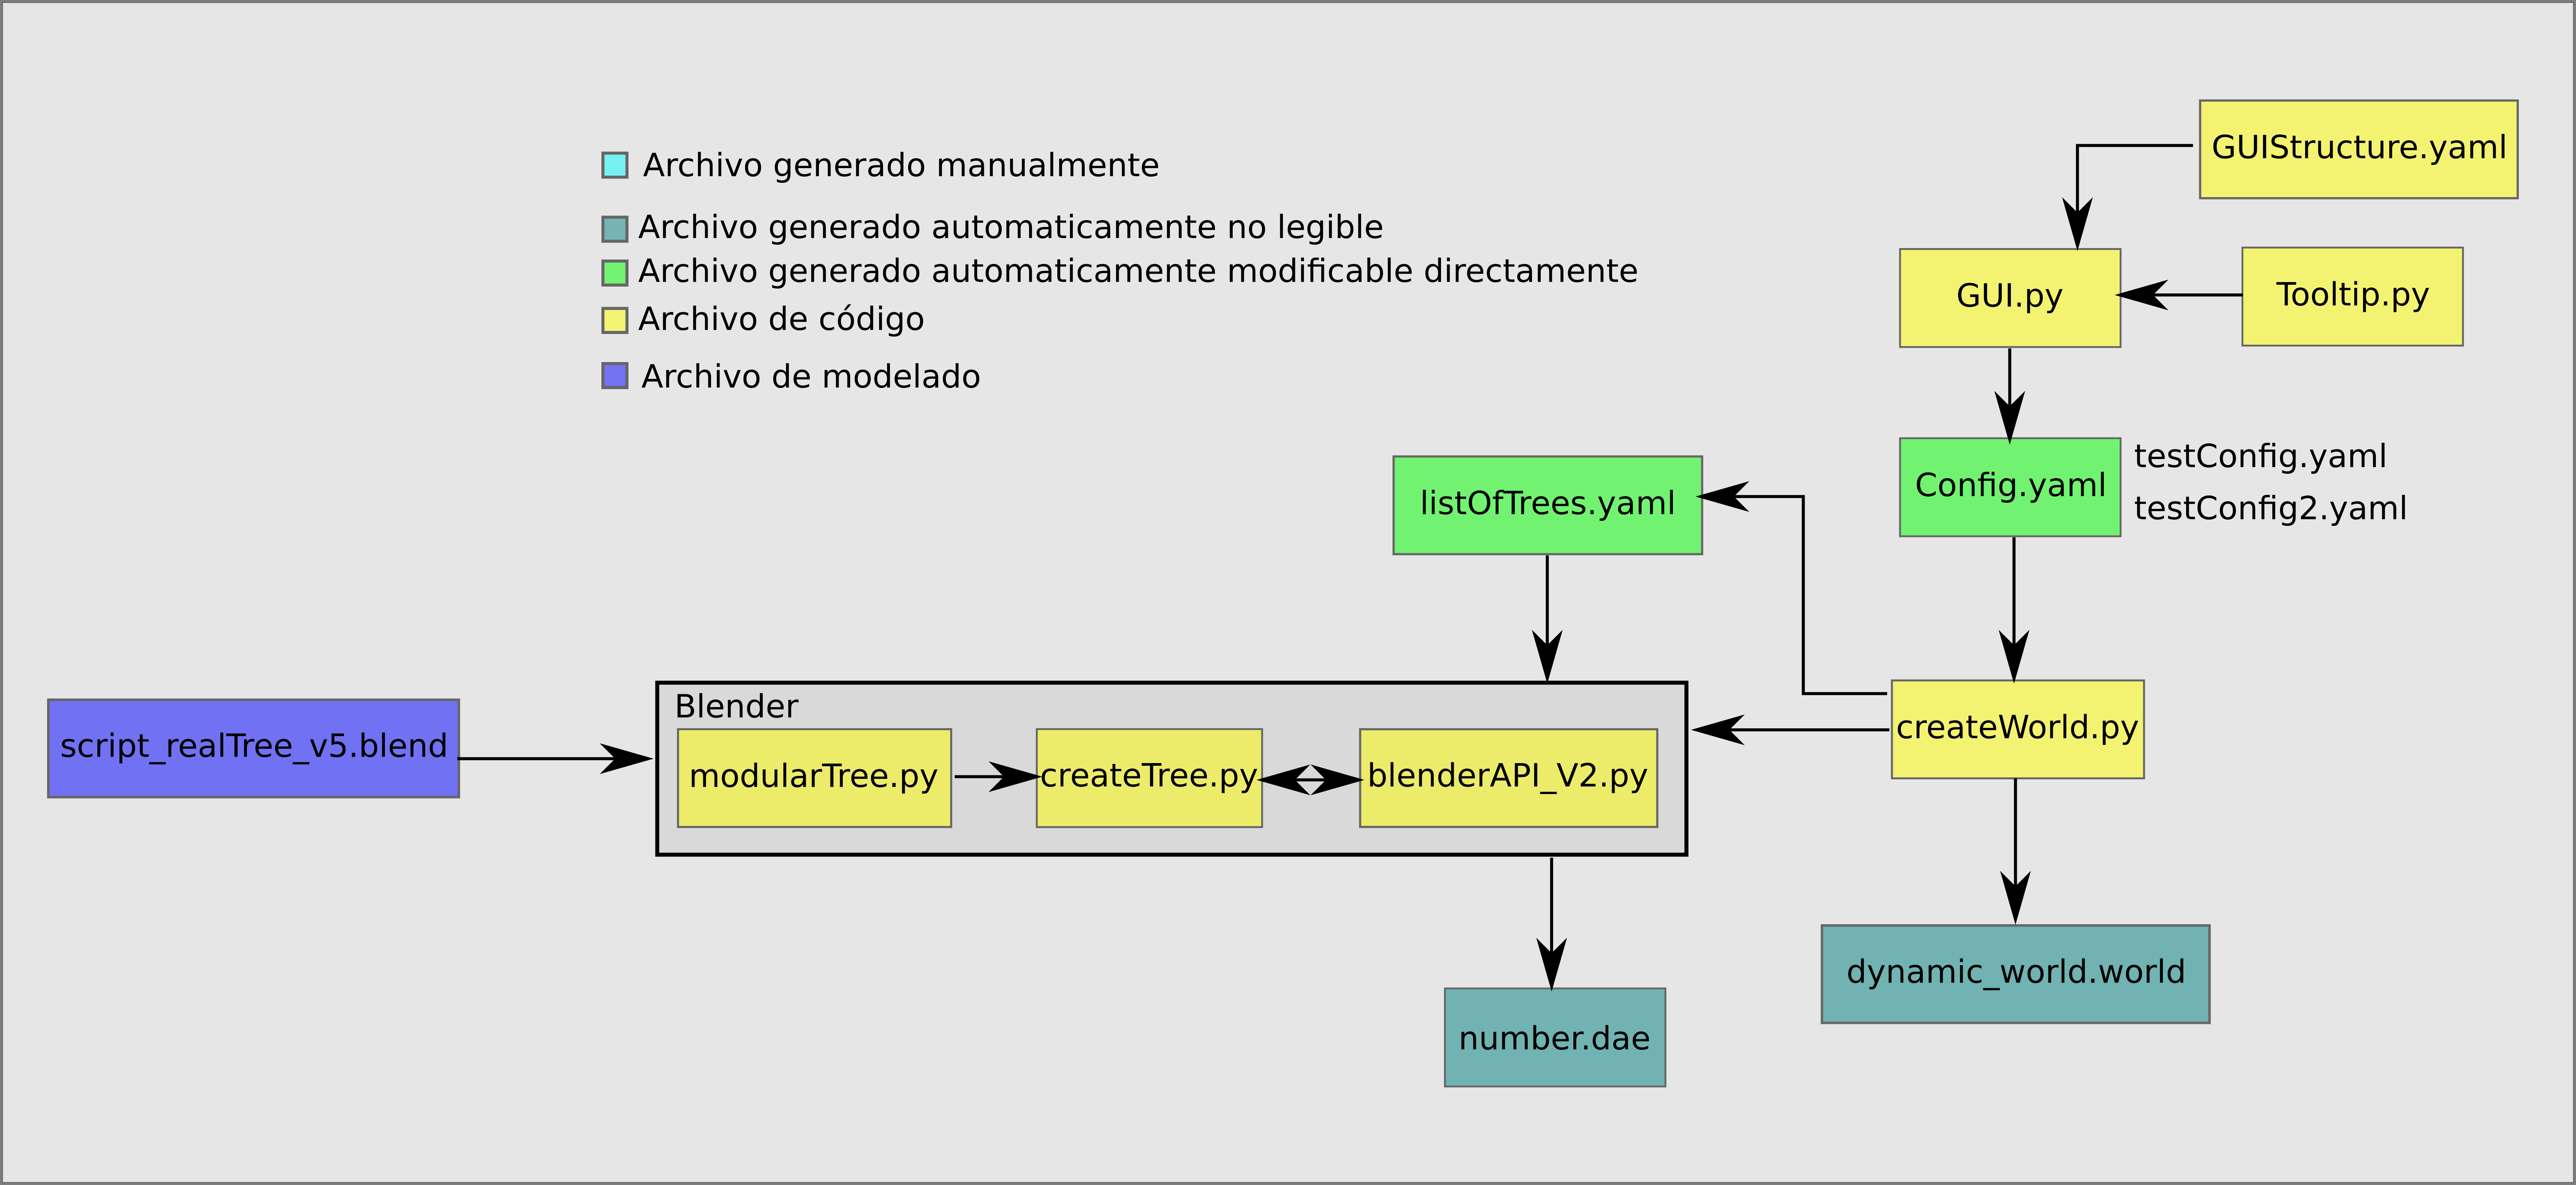 Archivo generado manualmente
Archivo generado automaticamente no legible
Archivo generado automaticamente modificable directamente
Archivo de código
Archivo de modelado
GUIStructure.yaml
GUI.py
Tooltip.py
Config.yaml
testConfig.yaml
testConfig2.yaml
listOfTrees.yaml
script_realTree_v5.blend
Blender
modularTree.py
createTree.py
blenderAPI_V2.py
createWorld.py
dynamic_world.world
number.dae